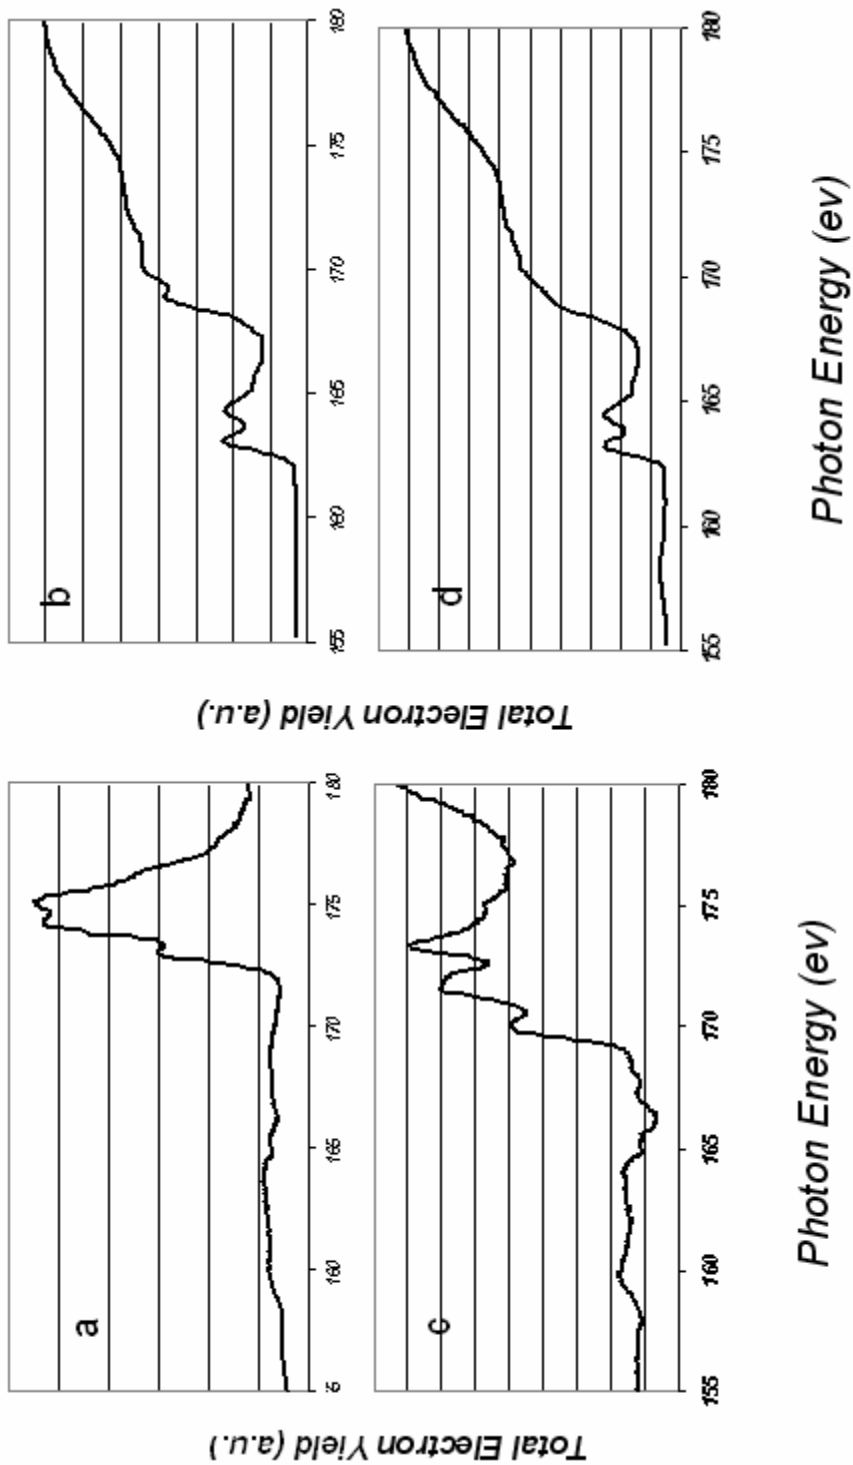 a
160 165 170 175 180
b
155 160 165 170 175 180
Total Electron Yield (a.u.)
Total Electron Yield (a.u.)
c
155 160 165 170 175 180
d
155 160 165 170 175 180
Photon Energy (ev)
Photon Energy (ev)